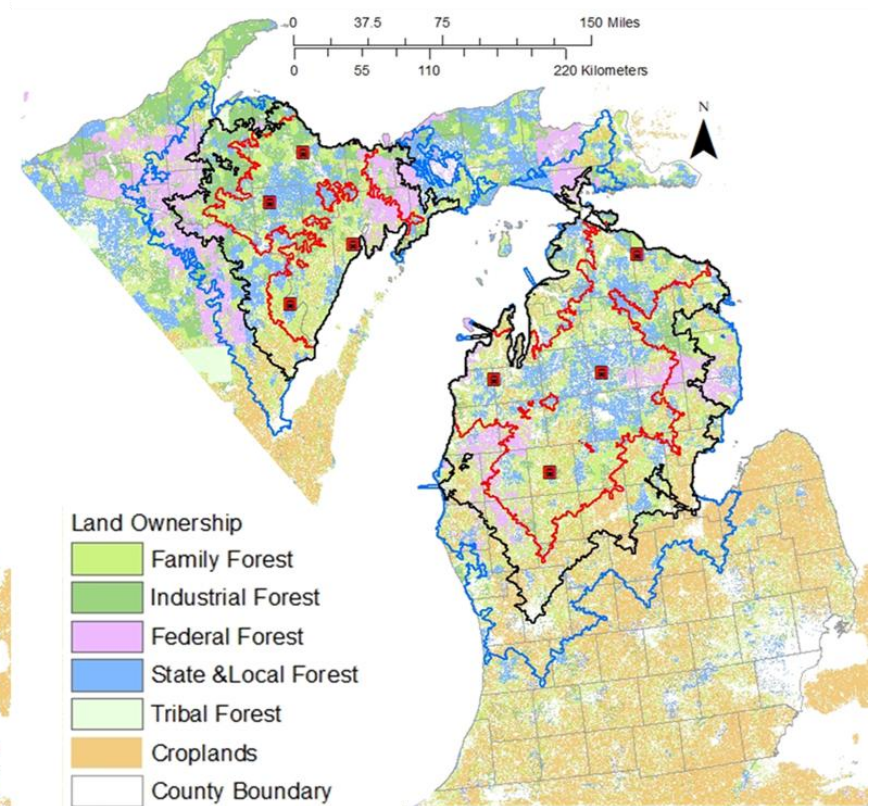 0 37.5 75 150 Miles
0 55 110 220 Kilometers
N
Land Ownership
Family Forest
Industrial Forest
Federal Forest
State &Local Forest
Tribal Forest
Croplands
County Boundary